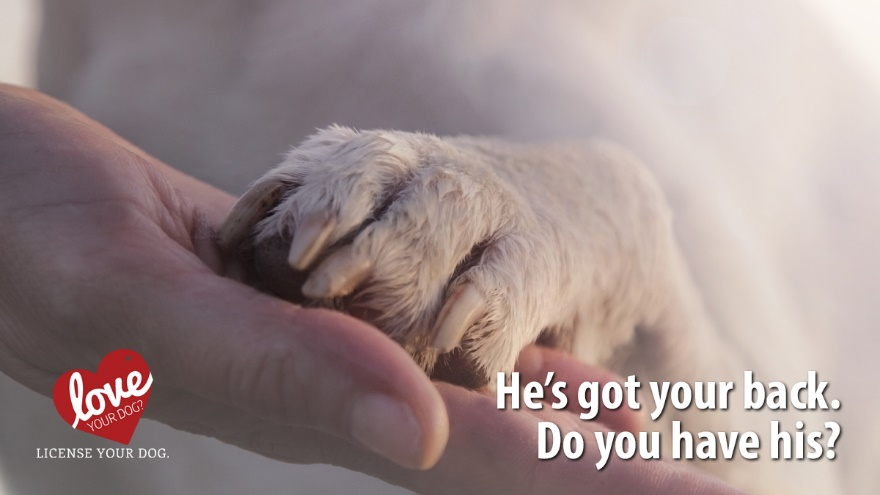 He's got your back.
Do you have his?
love
YOUR DOG?
LICENSE YOUR DOG.